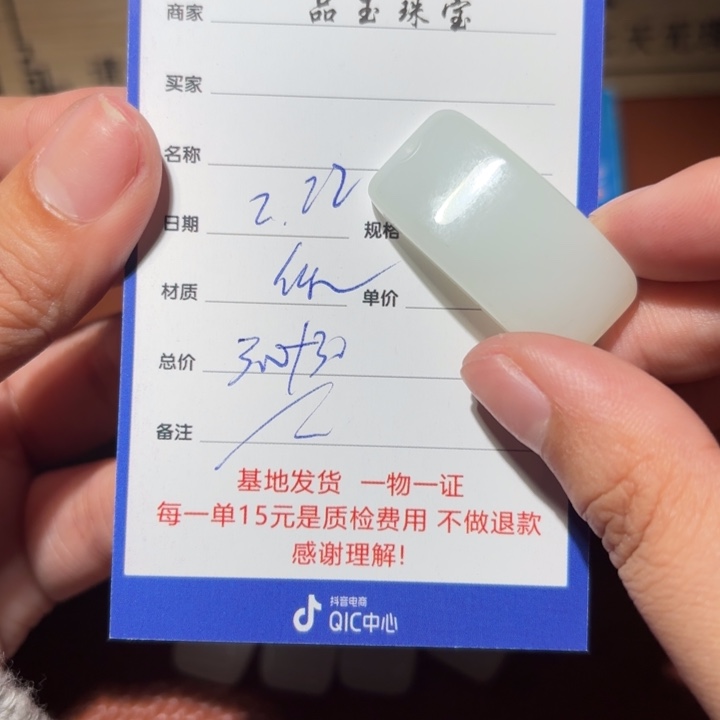 商家 品玉珠宝
买家
名称
日期 2.22 规格
材质 单价
总价 300+30
备注
基地发货 一物一证
每一单15元是质检费用 不做退款
感谢理解!
抖音电商
QIC中心